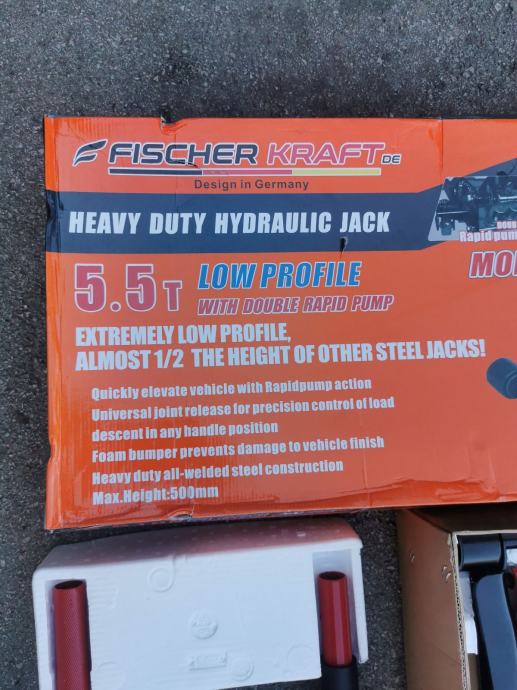 FISCHER KRAFT DE
Design in Germany
HEAVY DUTY HYDRAULIC JACK
Rapid pum
5.5T LOW PROFILE
WITH DOUBLE RAPID PUMP
EXTREMELY LOW PROFILE,
ALMOST 1/2 THE HEIGHT OF OTHER STEEL JACKS!
Quickly elevate vehicle with Rapidpump action
Universal joint release for precision control of load
descent in any handle position
Foam bumper prevents damage to vehicle finish
Heavy duty all-welded steel construction
Max.Height-500mm